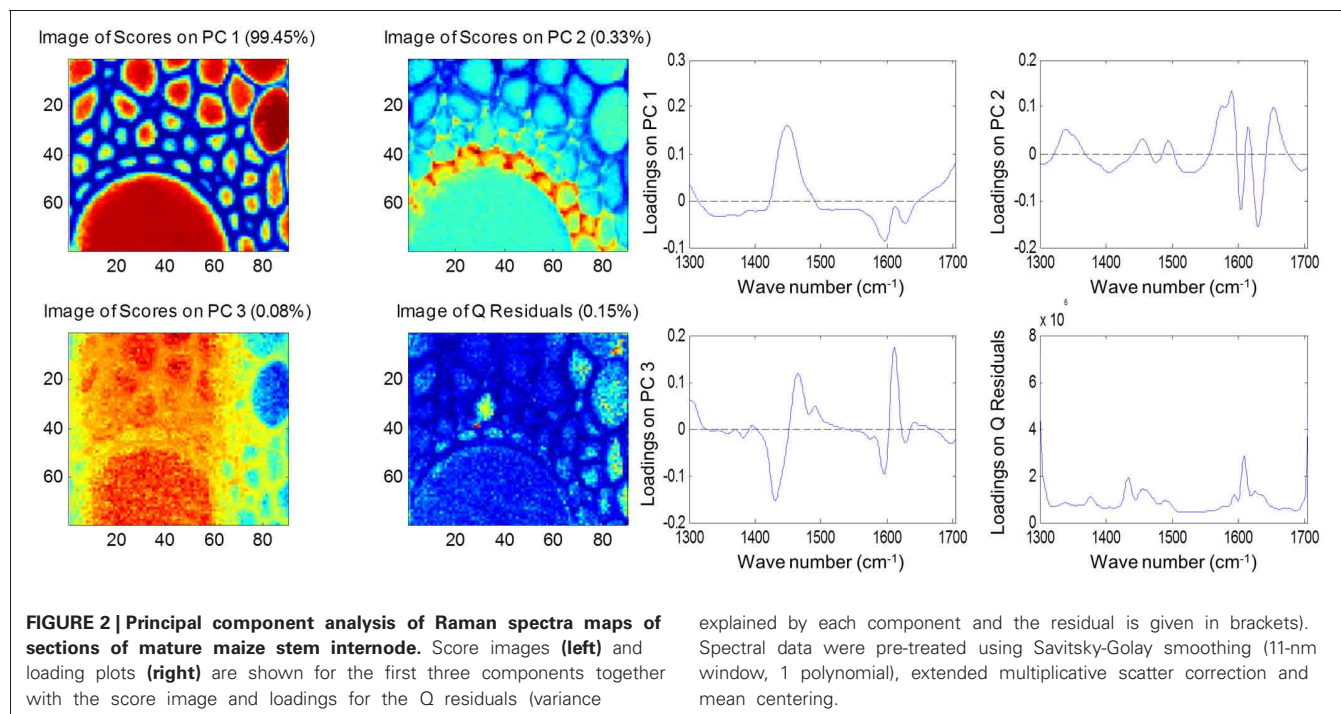 Image of Scores on PC 1 (99.45%)
20
40
60
20 40 60 80
Image of Scores on PC 2 (0.33%)
20
40
60
20 40 60 80
Loadings on PC 1
0.3
0.2
0.1
0
-0.1
1300 1400 1500 1600 1700
Wave number (cm⁻¹)
Loadings on PC 2
0.2
0.1
0
-0.1
-0.2
1300 1400 1500 1600 1700
Wave number (cm⁻¹)
Image of Scores on PC 3 (0.08%)
20
40
60
20 40 60 80
Image of Q Residuals (0.15%)
20
40
60
20 40 60 80
Loadings on PC 3
0.2
0.1
0
-0.1
-0.2
1300 1400 1500 1600 1700
Wave number (cm⁻¹)
Loadings on Q Residuals
x 10⁶
8
6
4
2
0
1300 1400 1500 1600 1700
Wave number (cm⁻¹)
FIGURE 2 | Principal component analysis of Raman spectra maps of
sections of mature maize stem internode. Score images (left) and
loading plots (right) are shown for the first three components together
with the score image and loadings for the Q residuals (variance
explained by each component and the residual is given in brackets).
Spectral data were pre-treated using Savitsky-Golay smoothing (11-nm
window, 1 polynomial), extended multiplicative scatter correction and
mean centering.